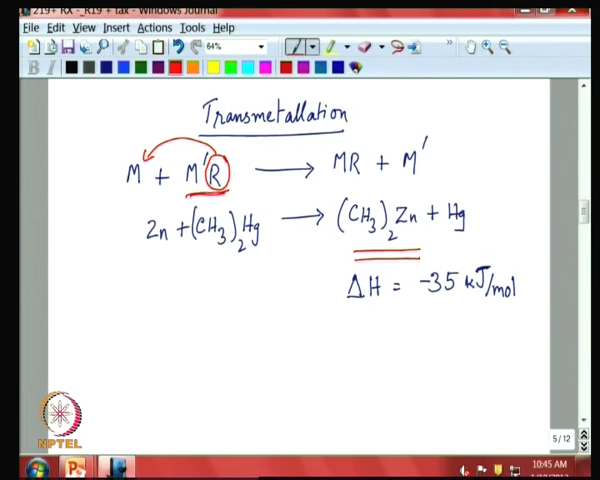 219+ RX -_R19 + tax - Windows Journal
File Edit View Insert Actions Tools Help
64%
B I
Transmetallation
M + M'R → MR + M'
Zn + (CH3)2Hg → (CH3)2Zn + Hg
ΔH = -35 kJ/mol
NPTEL
5/12
10:45 AM